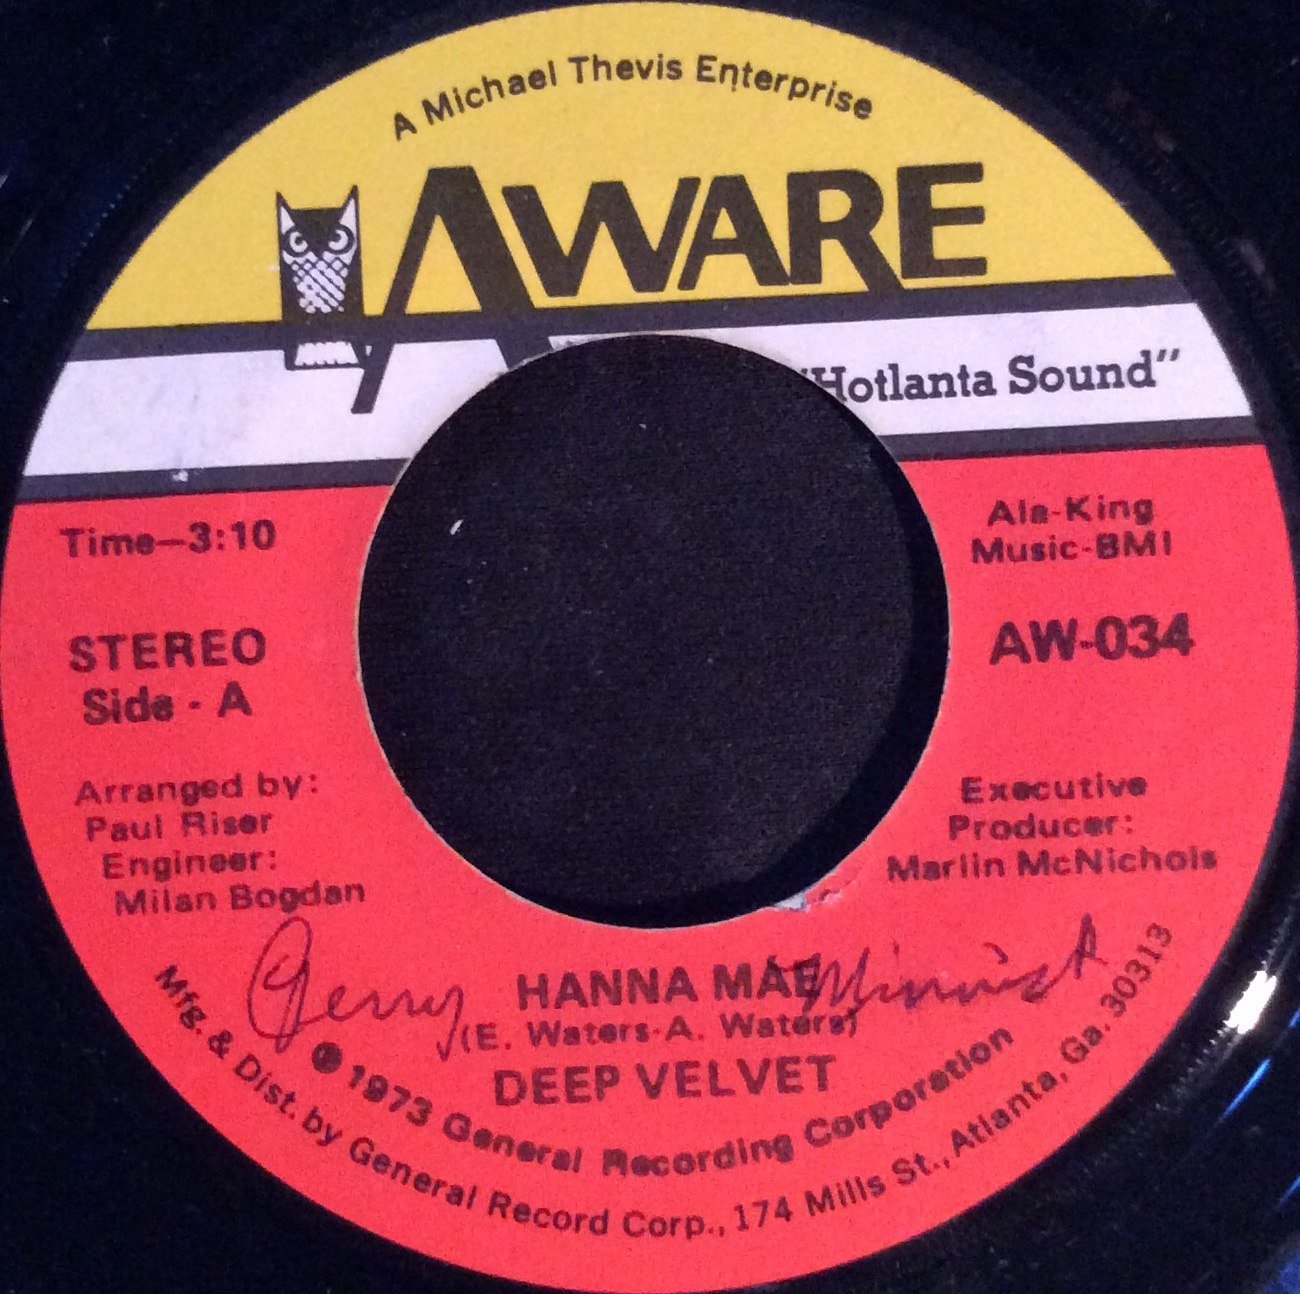 A Michael Thevis Enterprise
AWARE
"Hotlanta Sound"
Time—3:10
STEREO
Side - A
Ala-King
Music-BMI
AW-034
Arranged by:
Paul Riser
Engineer:
Milan Bogdan
Executive
Producer:
Marlin McNichols
Gerry Minnick
HANNA MAE
(E. Waters-A. Waters)
DEEP VELVET
℗ 1973 General Recording Corporation
Mfg. & Dist. by General Record Corp., 174 Mills St., Atlanta, Ga. 30313